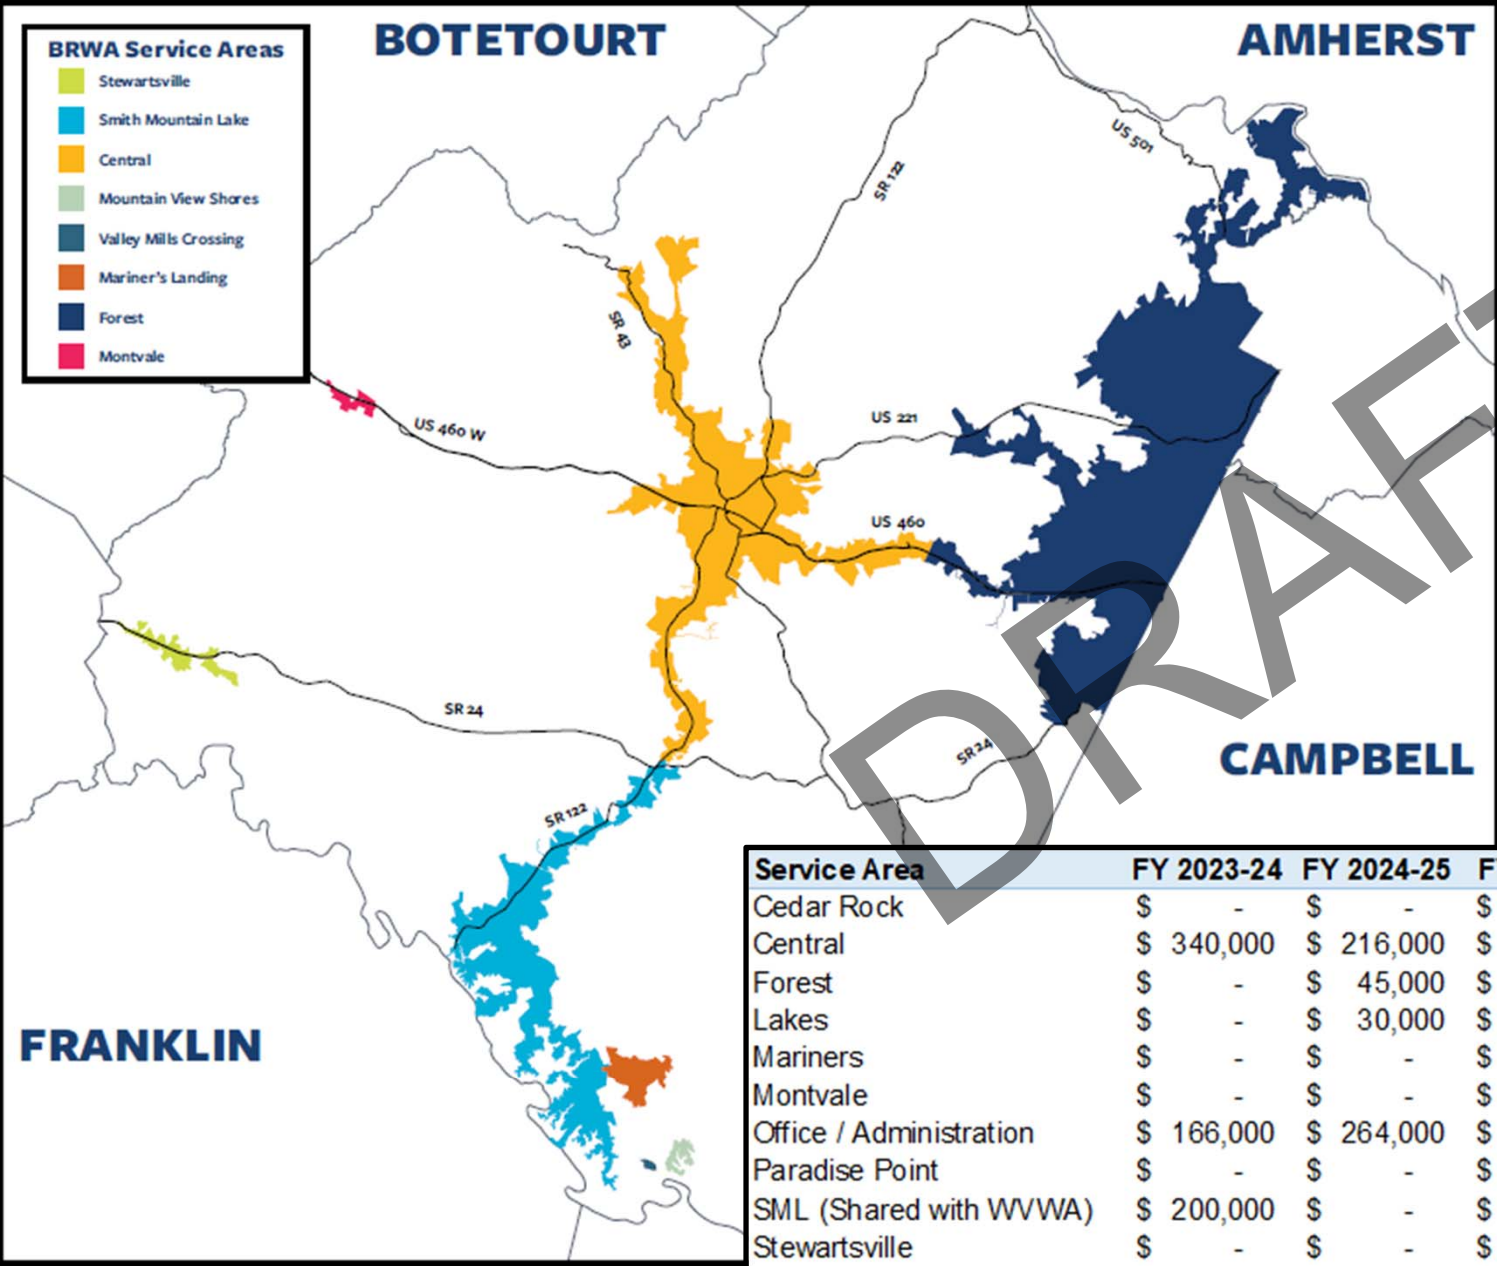 BOTETOURT
AMHERST
BRWA Service Areas
Stewartsville
Smith Mountain Lake
Central
Mountain View Shores
Valley Mills Crossing
Mariner's Landing
Forest
Montvale
US 501
SR 122
SR 43
US 460 W
US 221
US 460
SR 24
SR 24
SR 122
CAMPBELL
FRANKLIN
DRAF
Service Area FY 2023-24 FY 2024-25 F
Cedar Rock $ - $ - $
Central $ 340,000 $ 216,000 $
Forest $ - $ 45,000 $
Lakes $ - $ 30,000 $
Mariners $ - $ - $
Montvale $ - $ - $
Office / Administration $ 166,000 $ 264,000 $
Paradise Point $ - $ - $
SML (Shared with WVWA) $ 200,000 $ - $
Stewartsville $ - $ - $